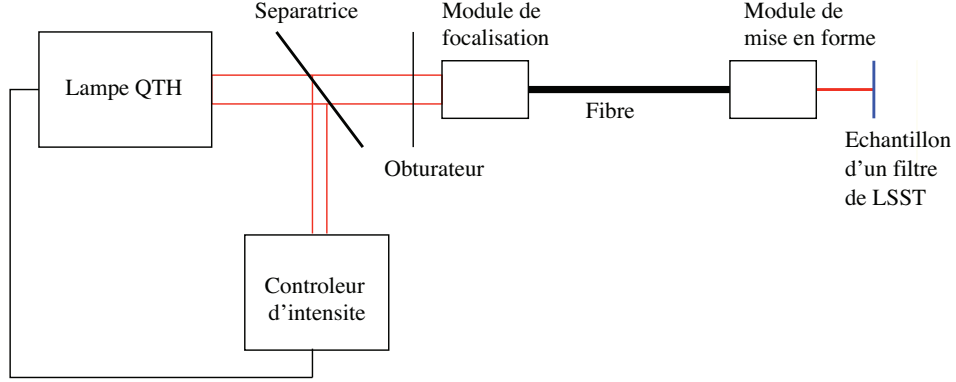 Separatrice
Module de
focalisation
Module de
mise en forme
Lampe QTH
Fibre
Obturateur
Echantillon
d'un filtre
de LSST
Controleur
d'intensite